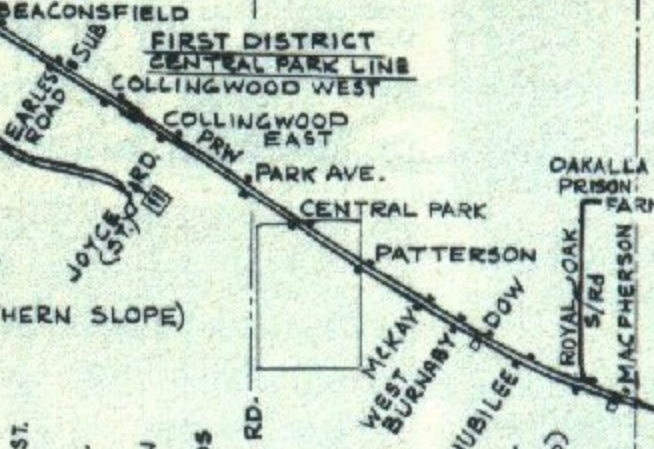 BEACONSFIELD
SUB
FIRST DISTRICT
CENTRAL PARK LINE
EARLES
ROAD
COLLINGWOOD WEST
COLLINGWOOD
EAST
PRW
PARK AVE.
JOYCE RD.
(ST.)
CENTRAL PARK
OAKALLA
PRISON
FARM
PATTERSON
ROYAL OAK
S/Rd
MACPHERSON
HERN SLOPE)
McKAY
WEST
BURNABY
DOW
JUBILEE
RD.
ST.